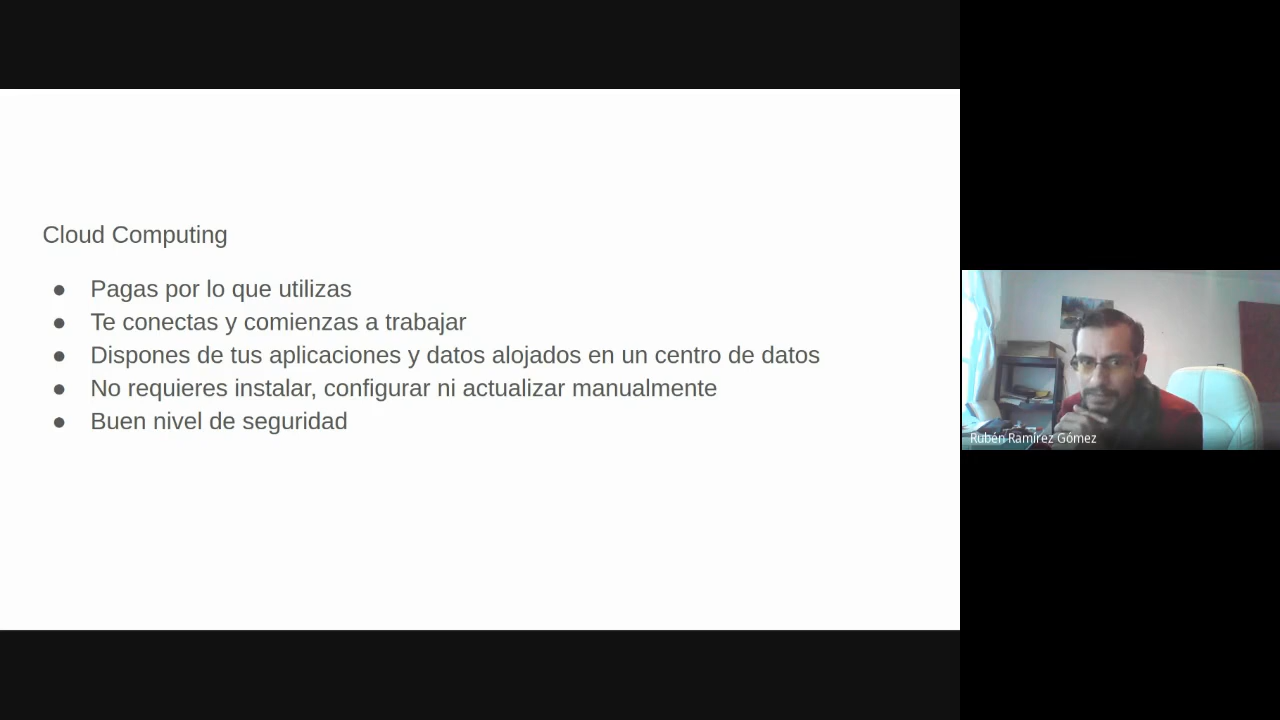 Cloud Computing
● Pagas por lo que utilizas
● Te conectas y comienzas a trabajar
● Dispones de tus aplicaciones y datos alojados en un centro de datos
● No requieres instalar, configurar ni actualizar manualmente
● Buen nivel de seguridad
Rubén Ramírez Gómez